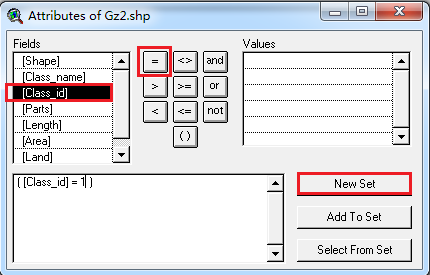 Attributes of Gz2.shp
Fields
Values
[Shape]
[Class_name]
[Class_id]
[Parts]
[Length]
[Area]
[Land]
= <> and
> >= or
< <= not
( )
( [Class_id] = 1 )
New Set
Add To Set
Select From Set